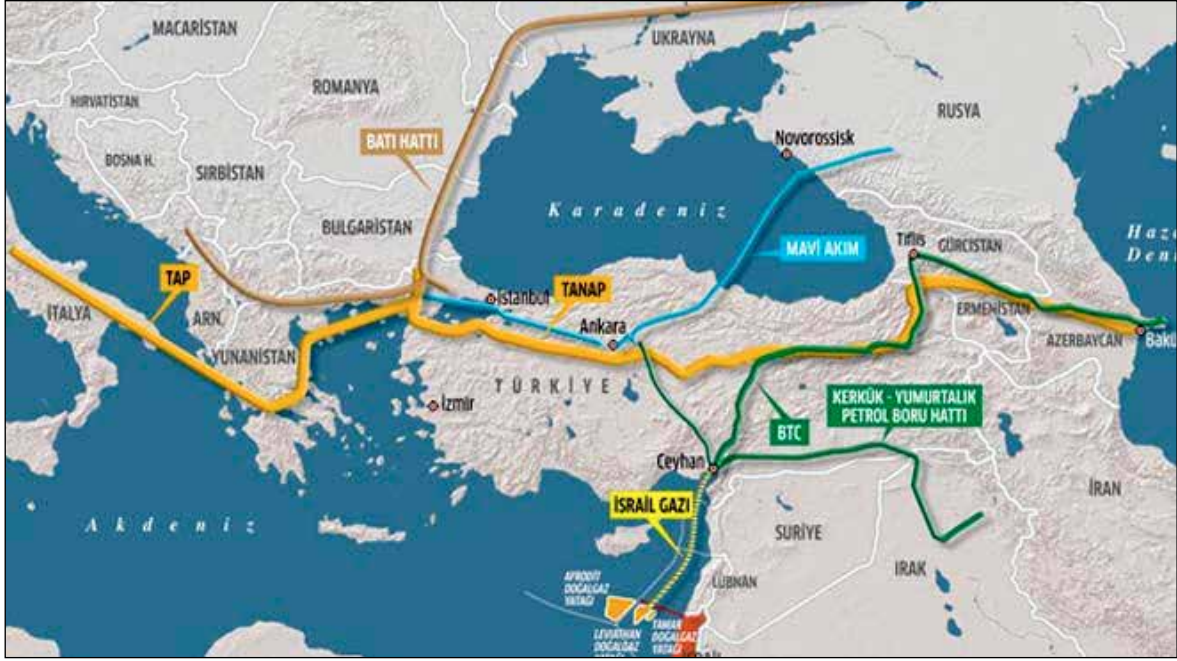 MACARİSTAN
UKRAYNA
ROMANYA
HIRVATİSTAN
RUSYA
BATI HATTI
Novorossisk
BOSNA H.
SIRBİSTAN
Karadeniz
BULGARİSTAN
Tiflis
GÜRCİSTAN
Haz
Deni
MAVİ AKIM
TAP
TANAP
İstanbul
İTALYA
ARN.
Ankara
ERMENİSTAN
AZERBAYCAN
Bakü
YUNANİSTAN
TÜRKİYE
İzmir
KERKÜK - YUMURTALIK
PETROL BORU HATTI
BTC
Ceyhan
İRAN
İSRAİL GAZI
Akdeniz
SURİYE
IRAK
LÜBNAN
AFRODİT
DOĞALGAZ
YATAĞI
LEVIATHAN
DOĞALGAZ
TAMAR
DOĞALGAZ
YATAĞI